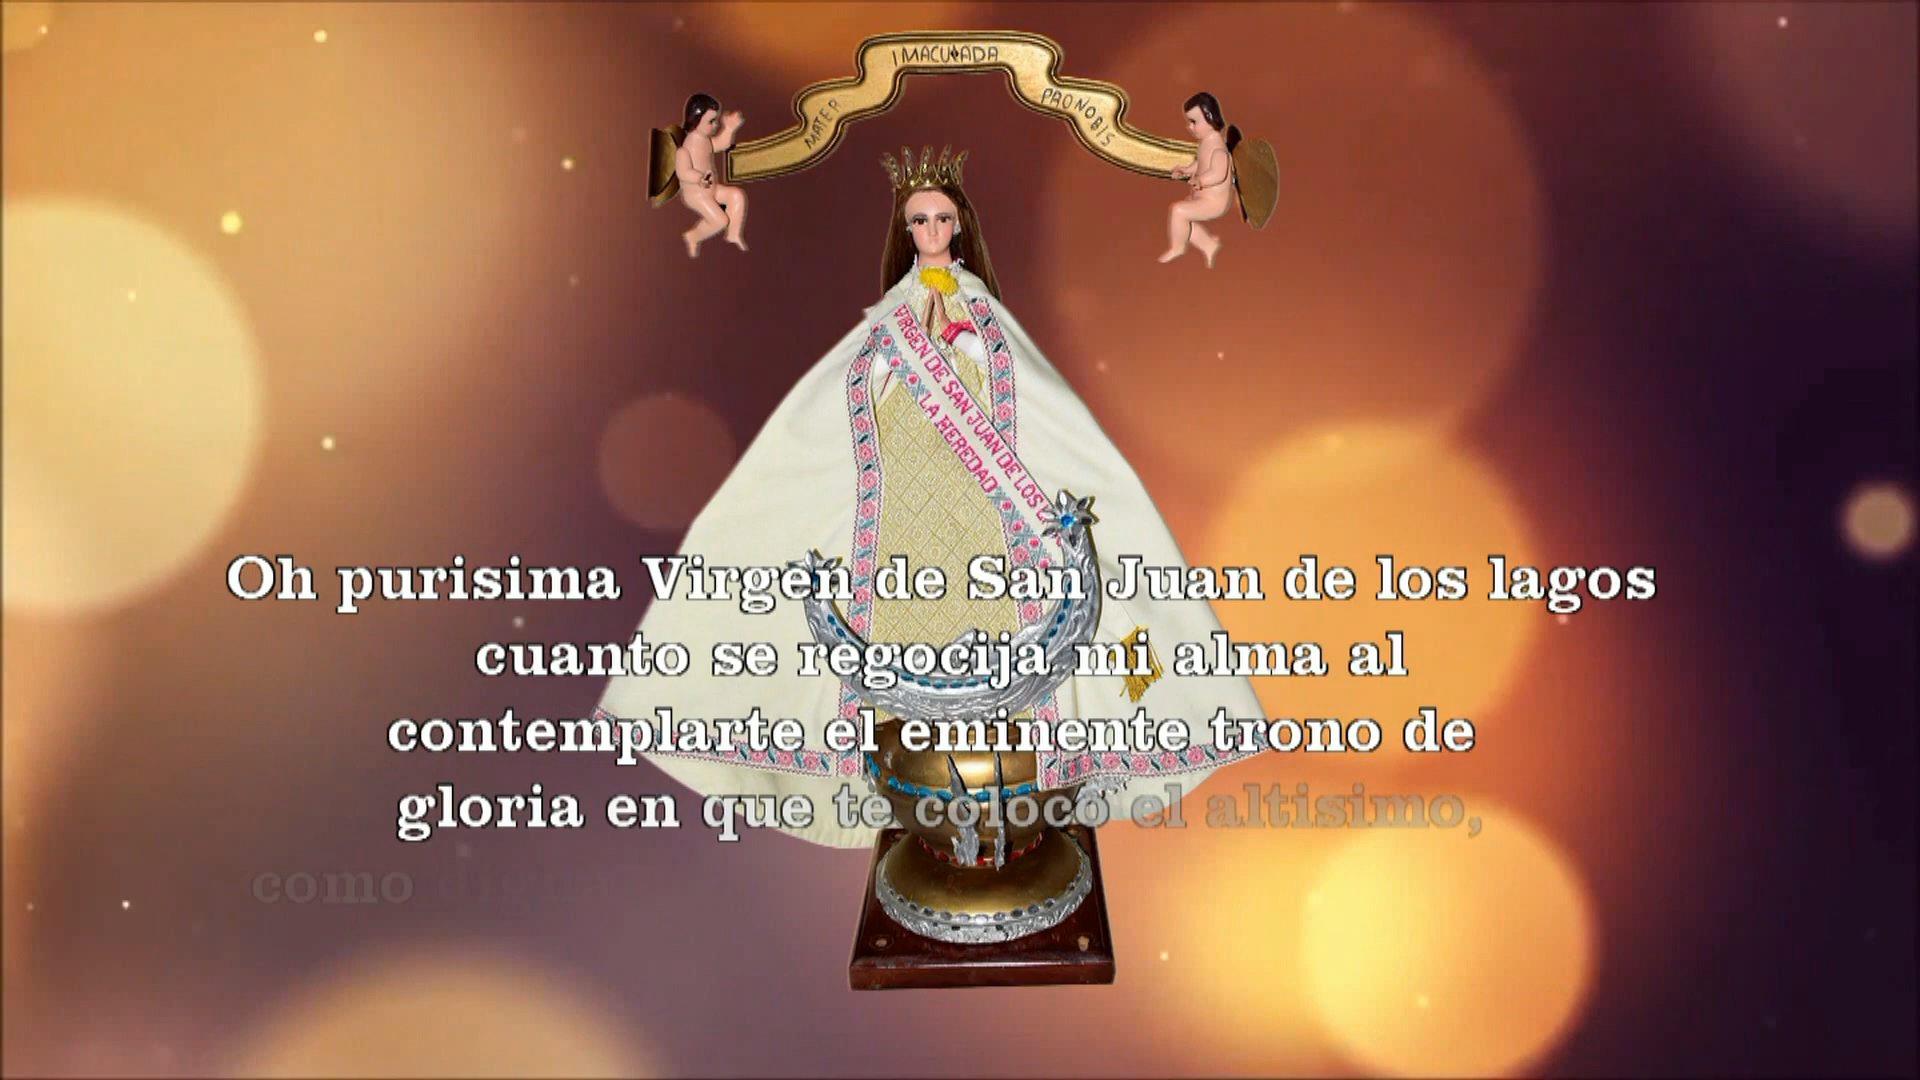 IMACULADA
MATER
PRONOBIS
VIRGEN DE SAN JUAN DE LOS
LA HEREDAD
Oh purisima Virgen de San Juan de los lagos
cuanto se regocija mi alma al
contemplarte el eminente trono de
gloria en que te colocó el altisimo,
como digna